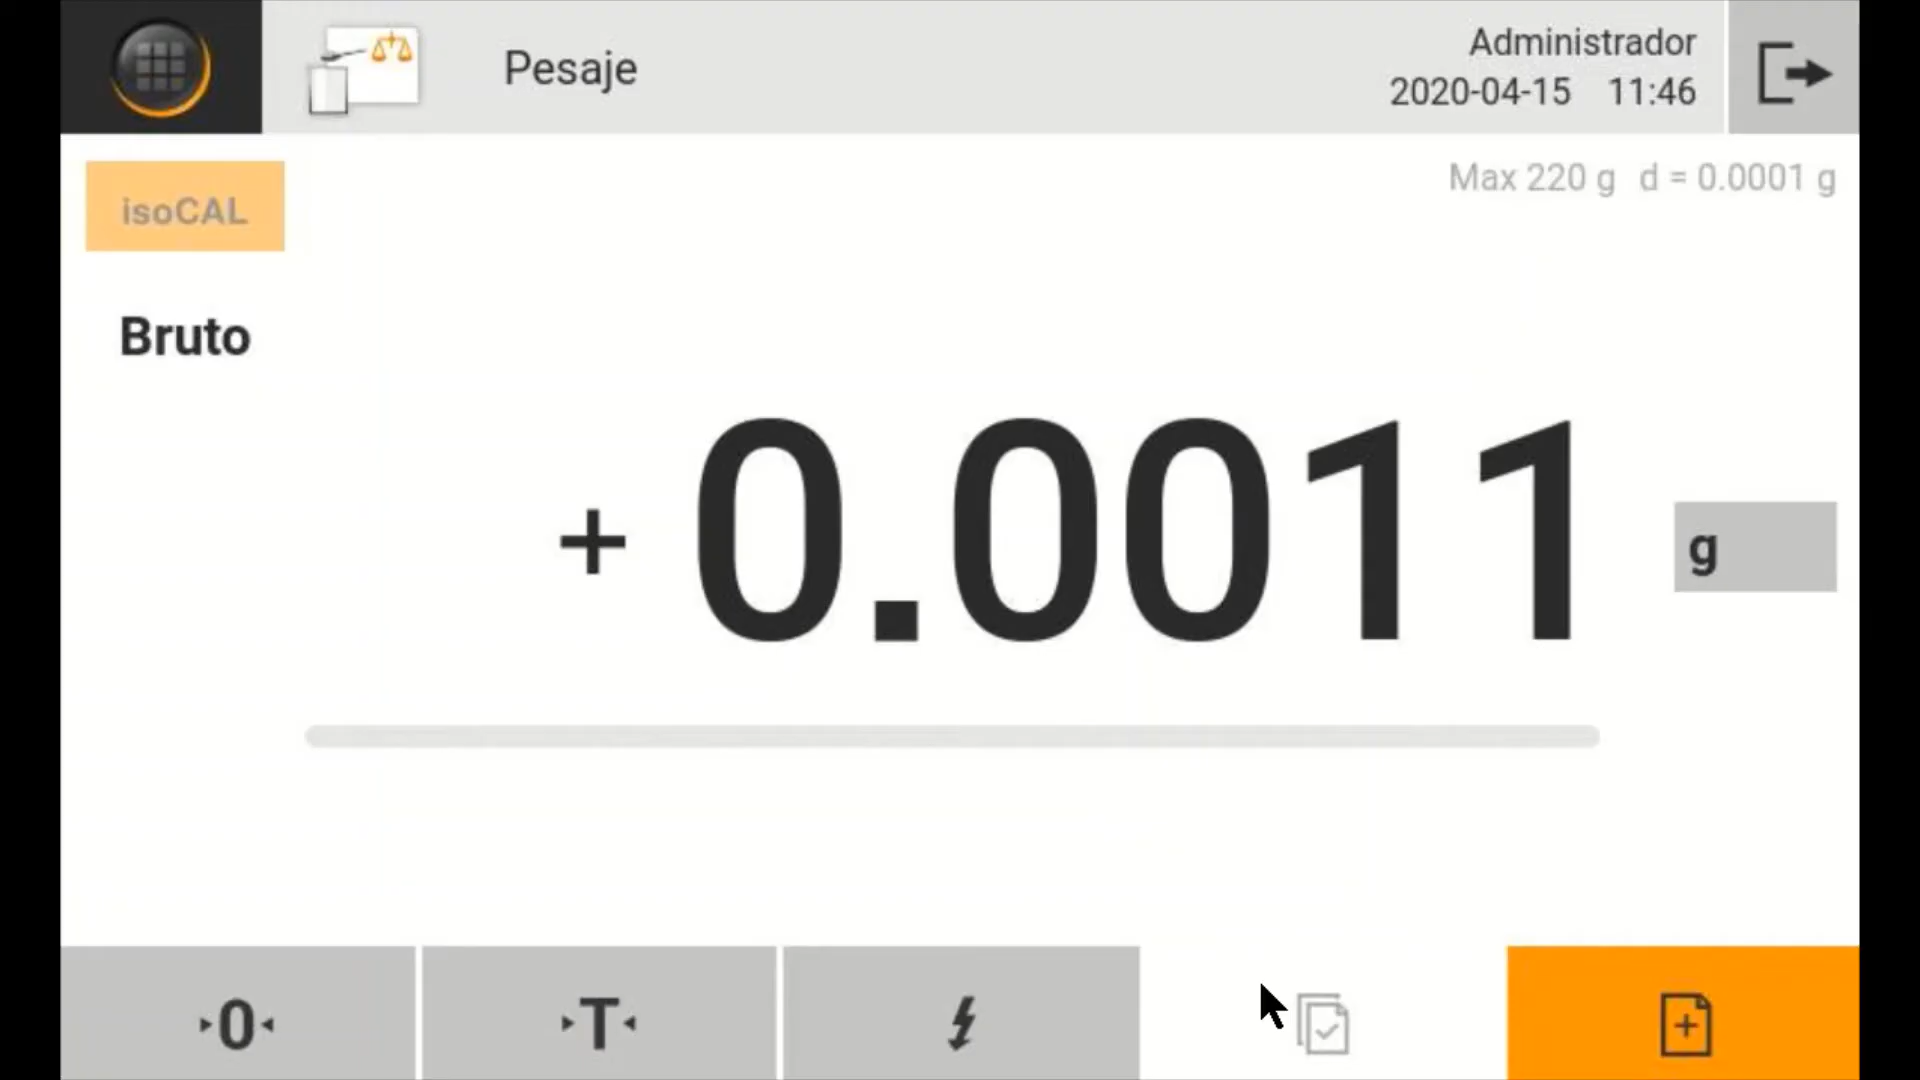 Pesaje
Administrador
2020-04-15 11:46
Max 220 g d = 0.0001 g
isoCAL
Bruto
+ 0.0011 g
0
T